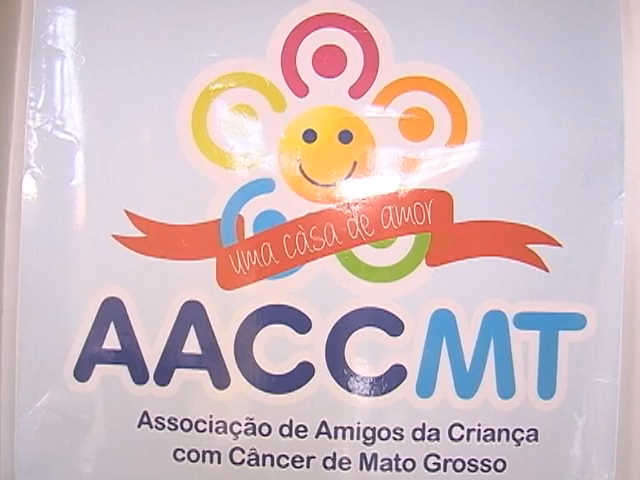 uma casa de amor
AACCMT
Associação de Amigos da Criança
com Câncer de Mato Grosso